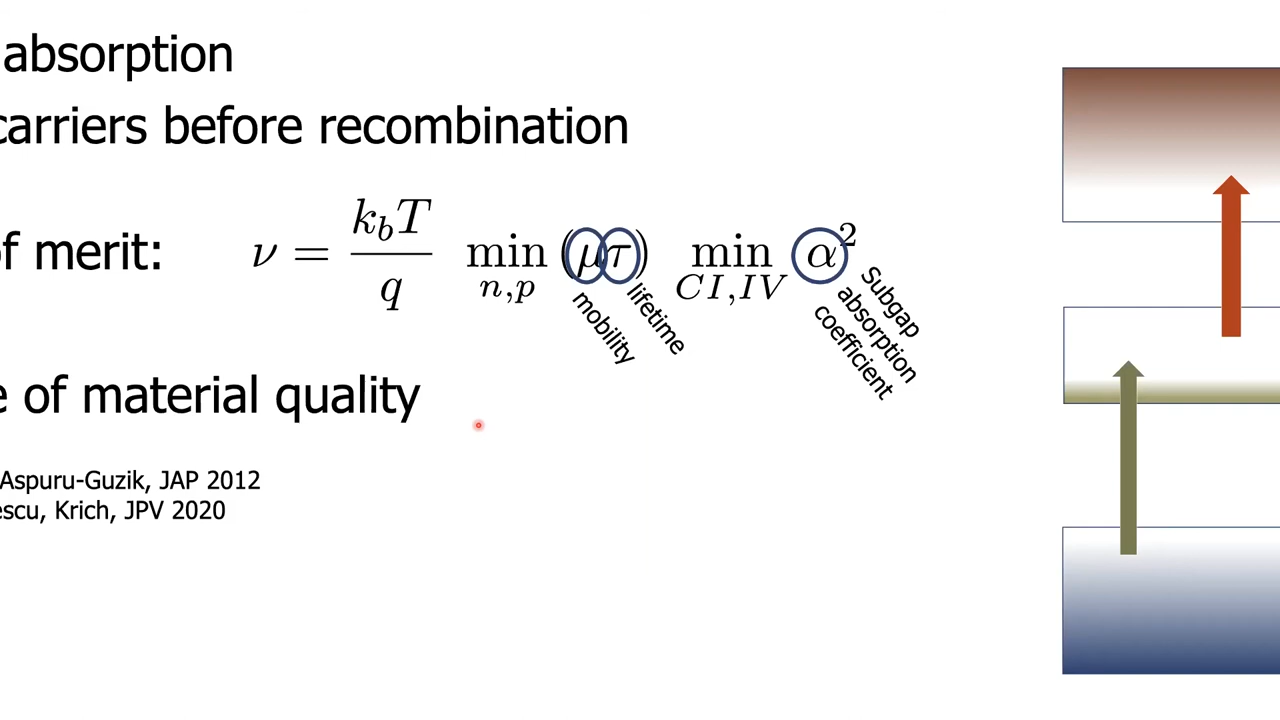 absorption
carriers before recombination
of merit: ν = k_b T / q min_{n,p} (μτ) min_{CI,IV} α²
mobility
lifetime
Subgap
absorption
coefficient
e of material quality
Aspuru-Guzik, JAP 2012
escu, Krich, JPV 2020